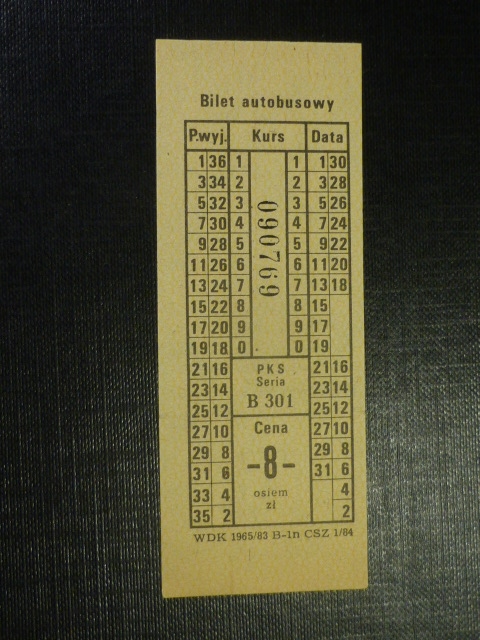 Bilet autobusowy
P.wyj. Kurs Data
1 36 1 1 1 30
3 34 2 2 3 28
5 32 3 3 5 26
7 30 4 4 7 24
9 28 5 5 9 22
11 26 6 6 11 20
13 24 7 7 13 18
15 22 8 8 15
17 20 9 9 17
19 18 0 0 19
090769
21 16 PKS 21 16
Seria
23 14 23 14
B 301
25 12 25 12
27 10 Cena 27 10
29 8 29 8
-8-
31 6 31 6
33 4 osiem 4
zł
35 2 2
WDK 1965/83 B-1n CSZ 1/84